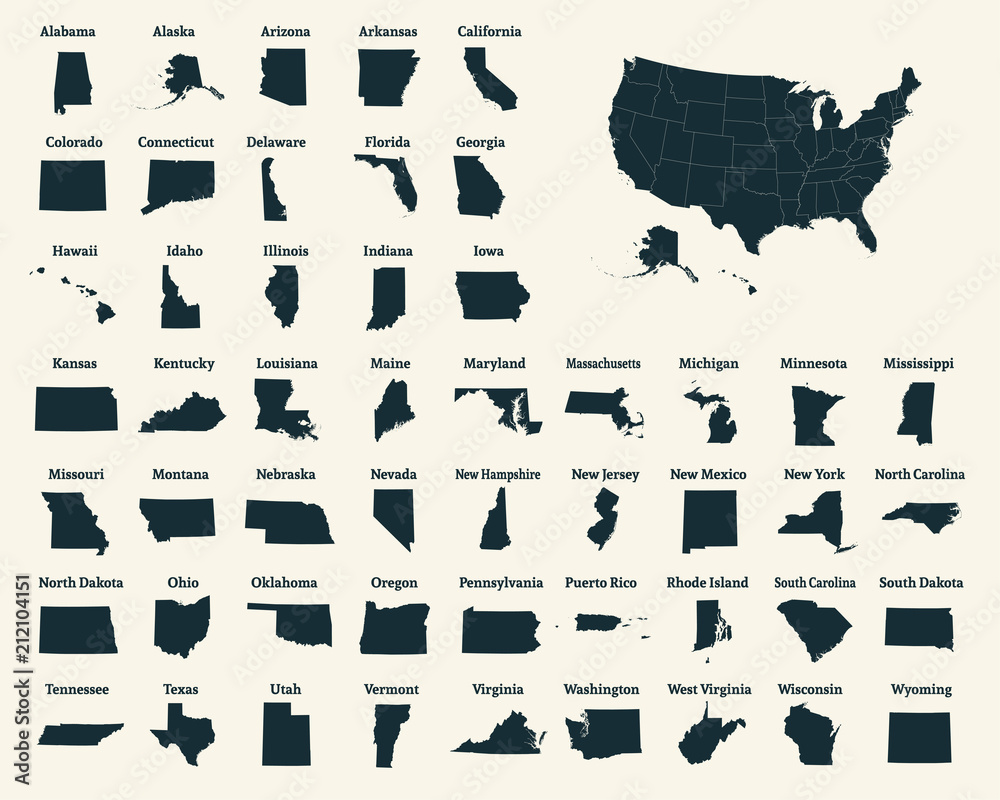 Alabama Alaska Arizona Arkansas California
Colorado Connecticut Delaware Florida Georgia
Hawaii Idaho Illinois Indiana Iowa
Kansas Kentucky Louisiana Maine Maryland Massachusetts Michigan Minnesota Mississippi
Missouri Montana Nebraska Nevada New Hampshire New Jersey New Mexico New York North Carolina
North Dakota Ohio Oklahoma Oregon Pennsylvania Puerto Rico Rhode Island South Carolina South Dakota
Tennessee Texas Utah Vermont Virginia Washington West Virginia Wisconsin Wyoming
Adobe Stock | #212104151